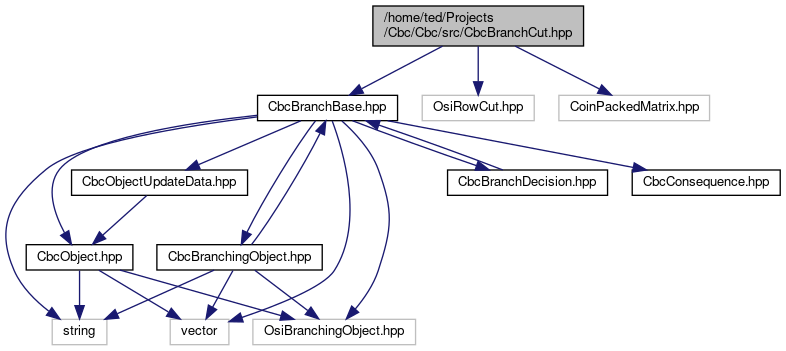 /home/ted/Projects
/Cbc/Cbc/src/CbcBranchCut.hpp
CbcBranchBase.hpp
OsiRowCut.hpp
CoinPackedMatrix.hpp
CbcObjectUpdateData.hpp
CbcBranchDecision.hpp
CbcConsequence.hpp
CbcObject.hpp
CbcBranchingObject.hpp
string
vector
OsiBranchingObject.hpp